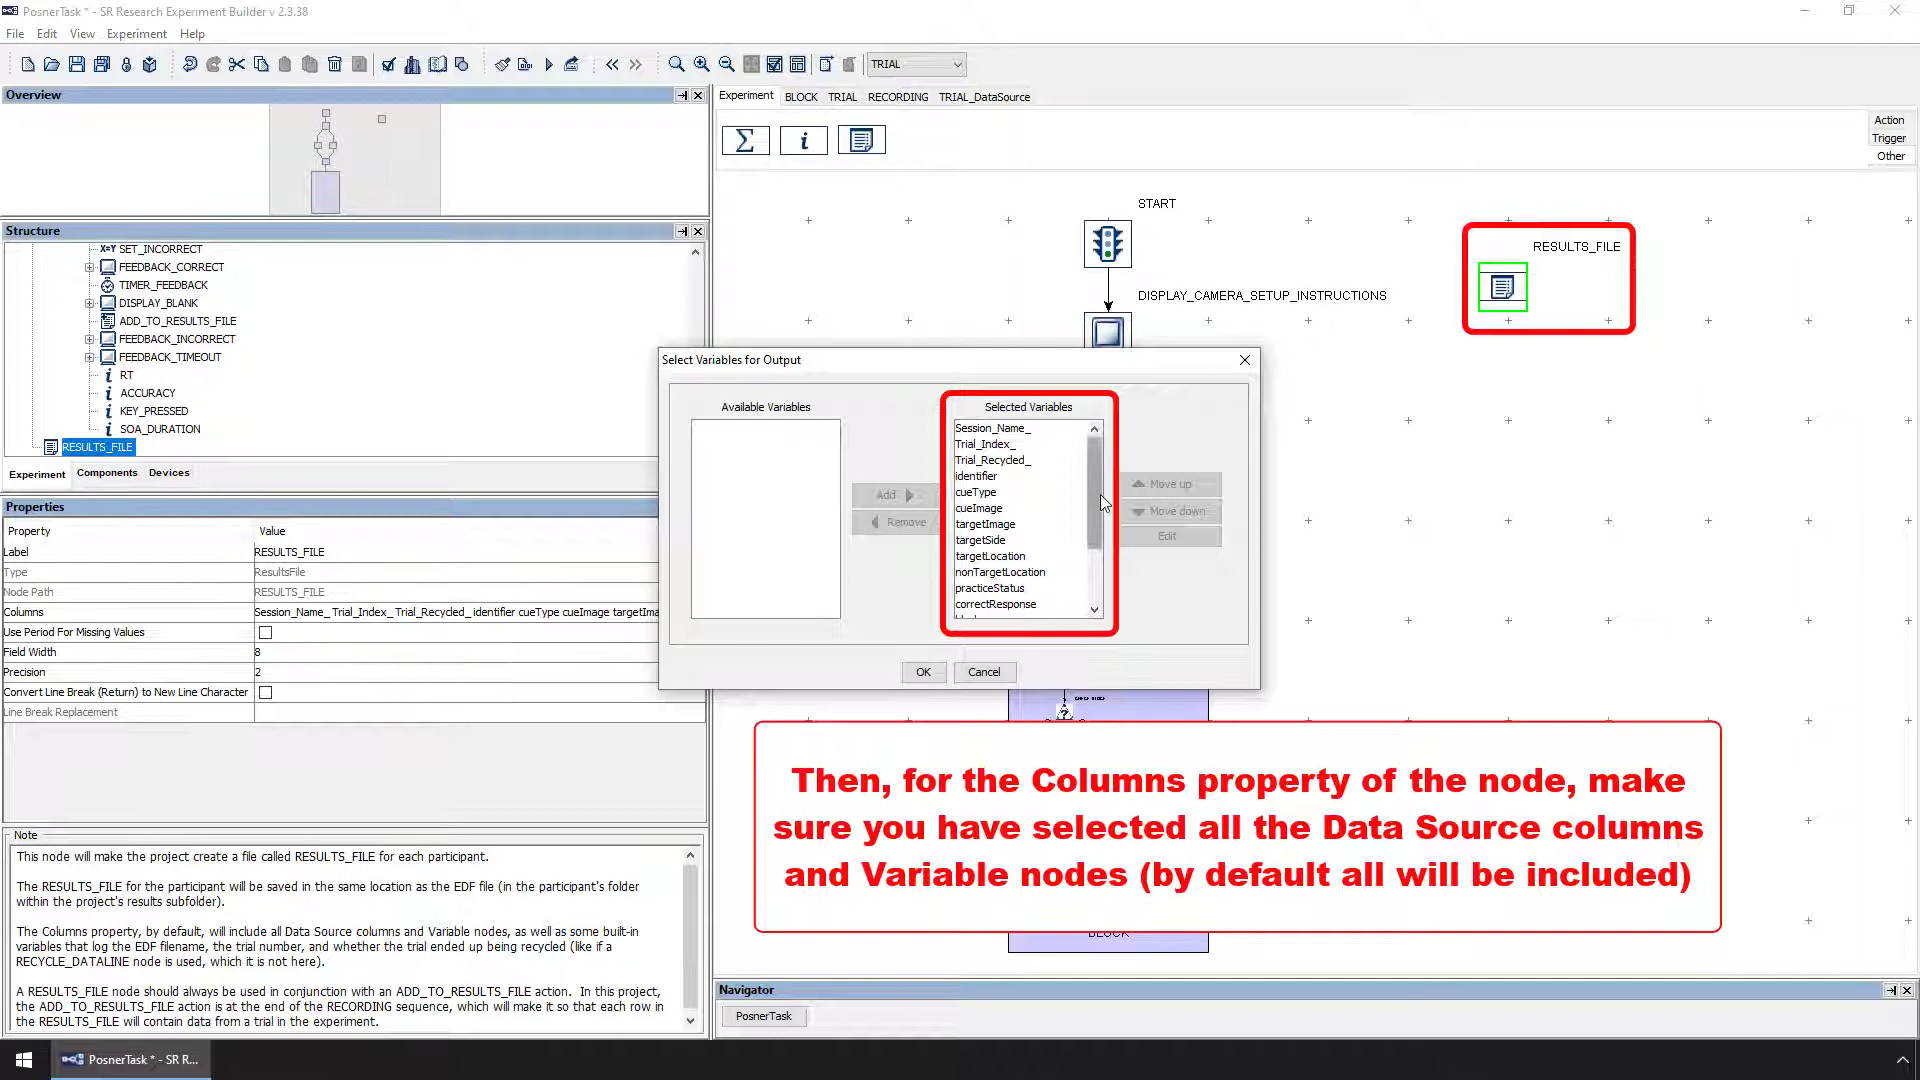 PosnerTask * - SR Research Experiment Builder v 2.3.38
File Edit View Experiment Help
TRIAL
Overview
Experiment BLOCK TRIAL RECORDING TRIAL_DataSource
Action
Trigger
Other
START
RESULTS_FILE
DISPLAY_CAMERA_SETUP_INSTRUCTIONS
Structure
SET_INCORRECT
FEEDBACK_CORRECT
TIMER_FEEDBACK
DISPLAY_BLANK
ADD_TO_RESULTS_FILE
FEEDBACK_INCORRECT
FEEDBACK_TIMEOUT
RT
ACCURACY
KEY_PRESSED
SOA_DURATION
RESULTS_FILE
Experiment Components Devices
Select Variables for Output
Available Variables
Selected Variables
Session_Name_
Trial_Index_
Trial_Recycled_
identifier
cueType
cueImage
targetImage
targetSide
targetLocation
nonTargetLocation
practiceStatus
correctResponse
Add
Remove
Move up
Move down
Edit
OK Cancel
Properties
Property Value
Label RESULTS_FILE
Type ResultsFile
Node Path RESULTS_FILE
Columns Session_Name_ Trial_Index_ Trial_Recycled_ identifier cueType cueImage targetIma
Use Period For Missing Values
Field Width 8
Precision 2
Convert Line Break (Return) to New Line Character
Line Break Replacement
Then, for the Columns property of the node, make
sure you have selected all the Data Source columns
and Variable nodes (by default all will be included)
BLOCK
Note
This node will make the project create a file called RESULTS_FILE for each participant.
The RESULTS_FILE for the participant will be saved in the same location as the EDF file (in the participant's folder
within the project's results subfolder).
The Columns property, by default, will include all Data Source columns and Variable nodes, as well as some built-in
variables that log the EDF filename, the trial number, and whether the trial ended up being recycled (like if a
RECYCLE_DATALINE node is used, which it is not here).
A RESULTS_FILE node should always be used in conjunction with an ADD_TO_RESULTS_FILE action. In this project,
the ADD_TO_RESULTS_FILE action is at the end of the RECORDING sequence, which will make it so that each row in
the RESULTS_FILE will contain data from a trial in the experiment.
Navigator
PosnerTask
PosnerTask * - SR R...